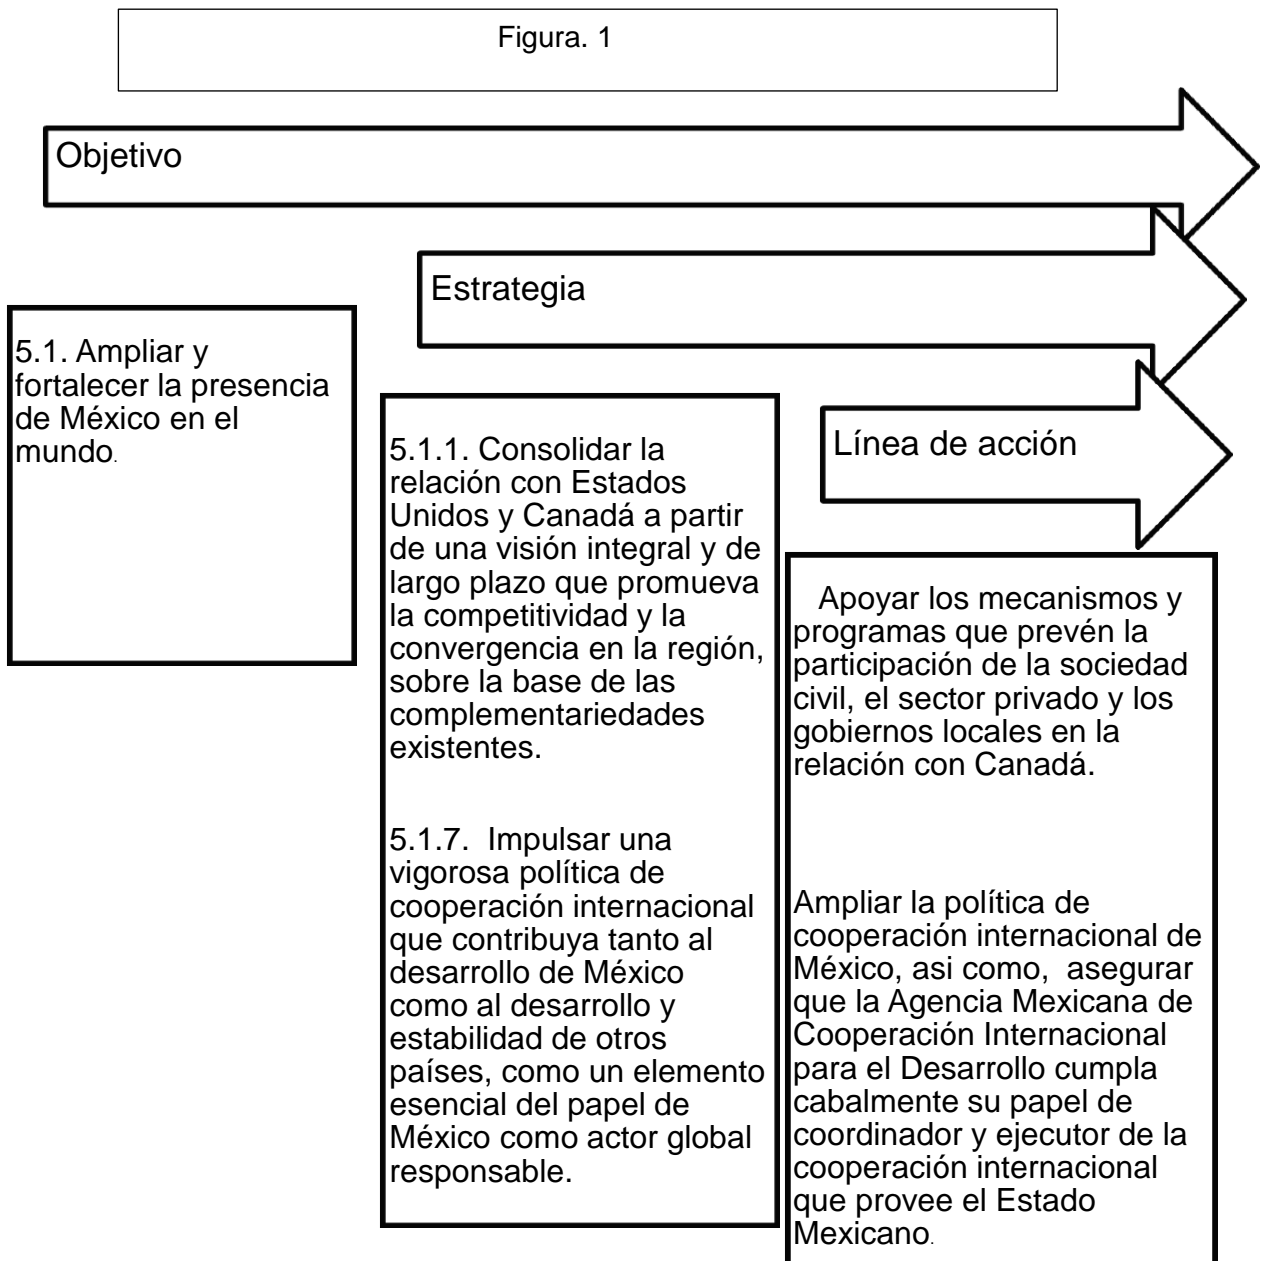 Figura. 1
Objetivo
Estrategia
Línea de acción
5.1. Ampliar y
fortalecer la presencia
de México en el
mundo.
5.1.1. Consolidar la
relación con Estados
Unidos y Canadá a partir
de una visión integral y de
largo plazo que promueva
la competitividad y la
convergencia en la región,
sobre la base de las
complementariedades
existentes.
5.1.7.  Impulsar una
vigorosa política de
cooperación internacional
que contribuya tanto al
desarrollo de México
como al desarrollo y
estabilidad de otros
países, como un elemento
esencial del papel de
México como actor global
responsable.
Apoyar los mecanismos y
programas que prevén la
participación de la sociedad
civil, el sector privado y los
gobiernos locales en la
relación con Canadá.
Ampliar la política de
cooperación internacional de
México, asi como,  asegurar
que la Agencia Mexicana de
Cooperación Internacional
para el Desarrollo cumpla
cabalmente su papel de
coordinador y ejecutor de la
cooperación internacional
que provee el Estado
Mexicano.